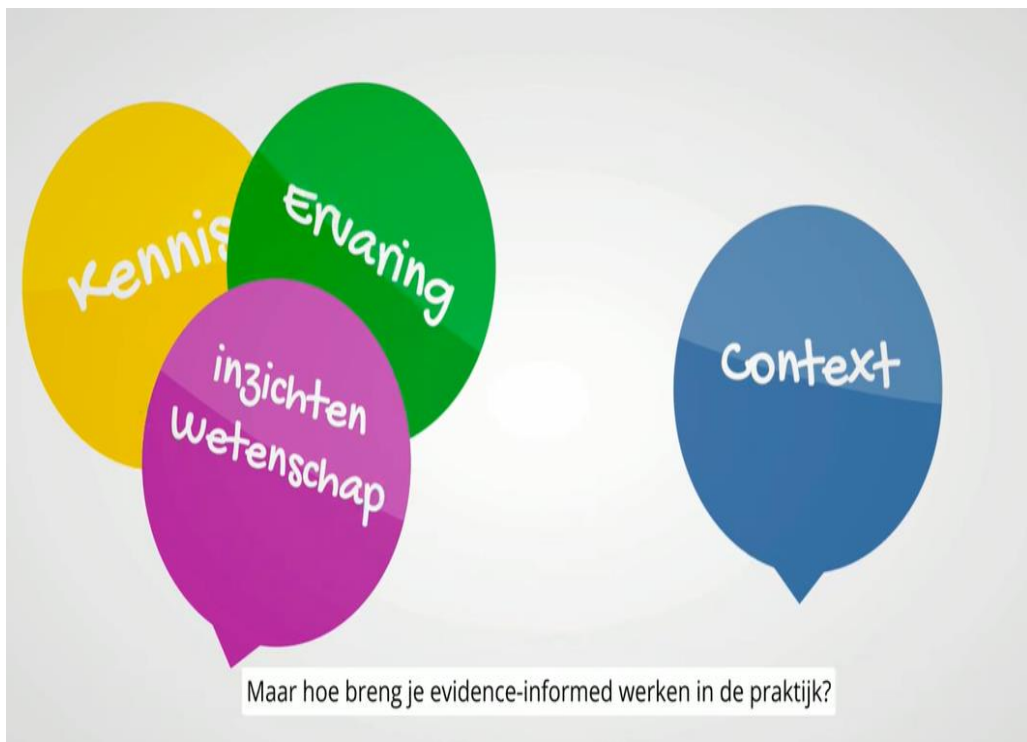 Kennis
Ervaring
inzichten
Wetenschap
Context
Maar hoe breng je evidence-informed werken in de praktijk?